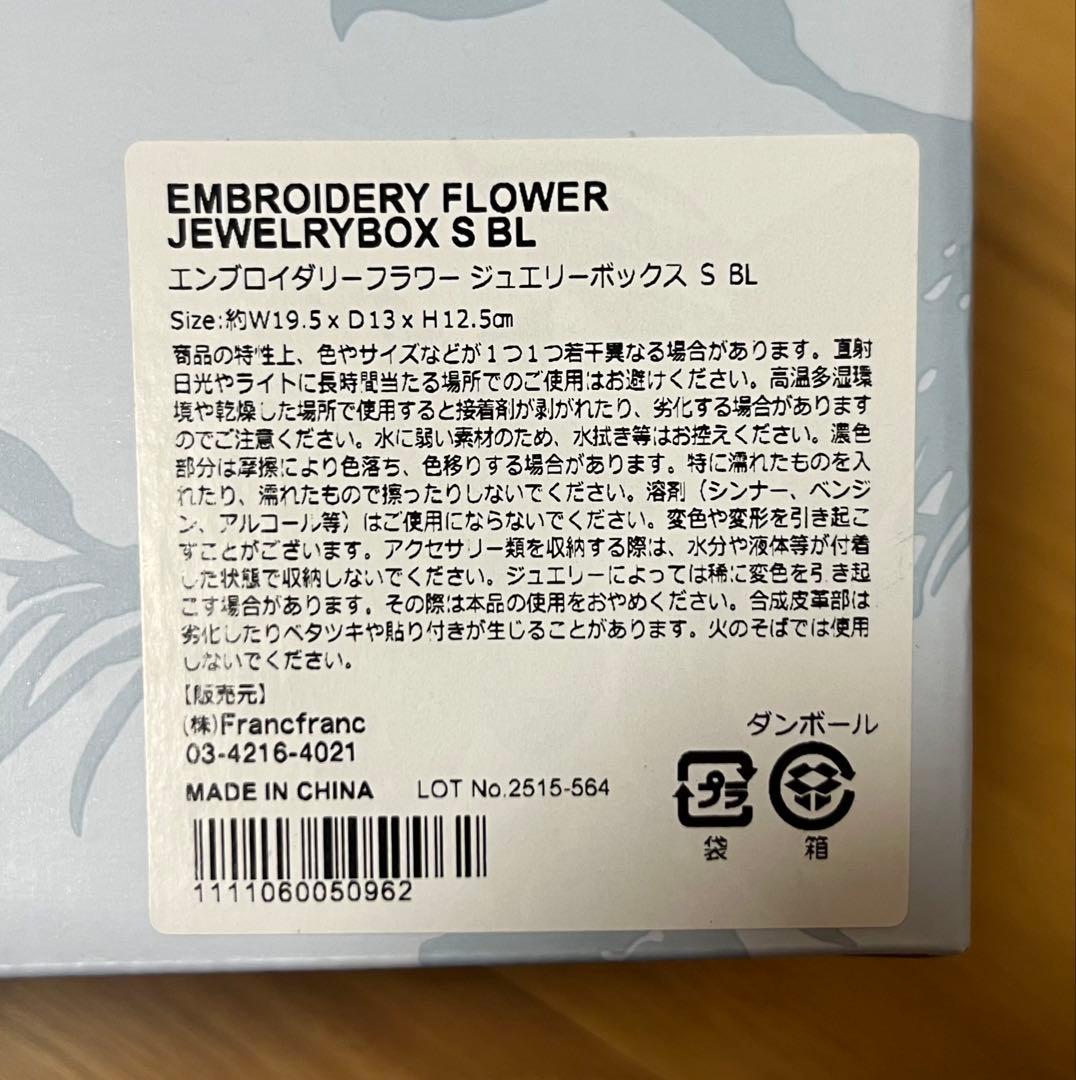 EMBROIDERY FLOWER
JEWELRYBOX S BL
エンブロイダリーフラワー ジュエリーボックス S BL
Size:約W19.5 x D13 x H12.5㎝
商品の特性上、色やサイズなどが1つ1つ若干異なる場合があります。直射
日光やライトに長時間当たる場所でのご使用はお避けください。高温多湿環
境や乾燥した場所で使用すると接着剤が剥がれたり、劣化する場合があります
のでご注意ください。水に弱い素材のため、水拭き等はお控えください。濃色
部分は摩擦により色落ち、色移りする場合があります。特に濡れたものを入
れたり、濡れたもので擦ったりしないでください。溶剤（シンナー、ベンジ
ン、アルコール等）はご使用にならないでください。変色や変形を引き起こ
すことがございます。アクセサリー類を収納する際は、水分や液体等が付着
した状態で収納しないでください。ジュエリーによっては稀に変色を引き起
こす場合があります。その際は本品の使用をおやめください。合成皮革部は
劣化したりベタツキや貼り付きが生じることがあります。火のそばでは使用
しないでください。
【販売元】
(株)Francfranc
03-4216-4021
MADE IN CHINA LOT No.2515-564
1111060050962
ダンボール
プラ
袋 箱